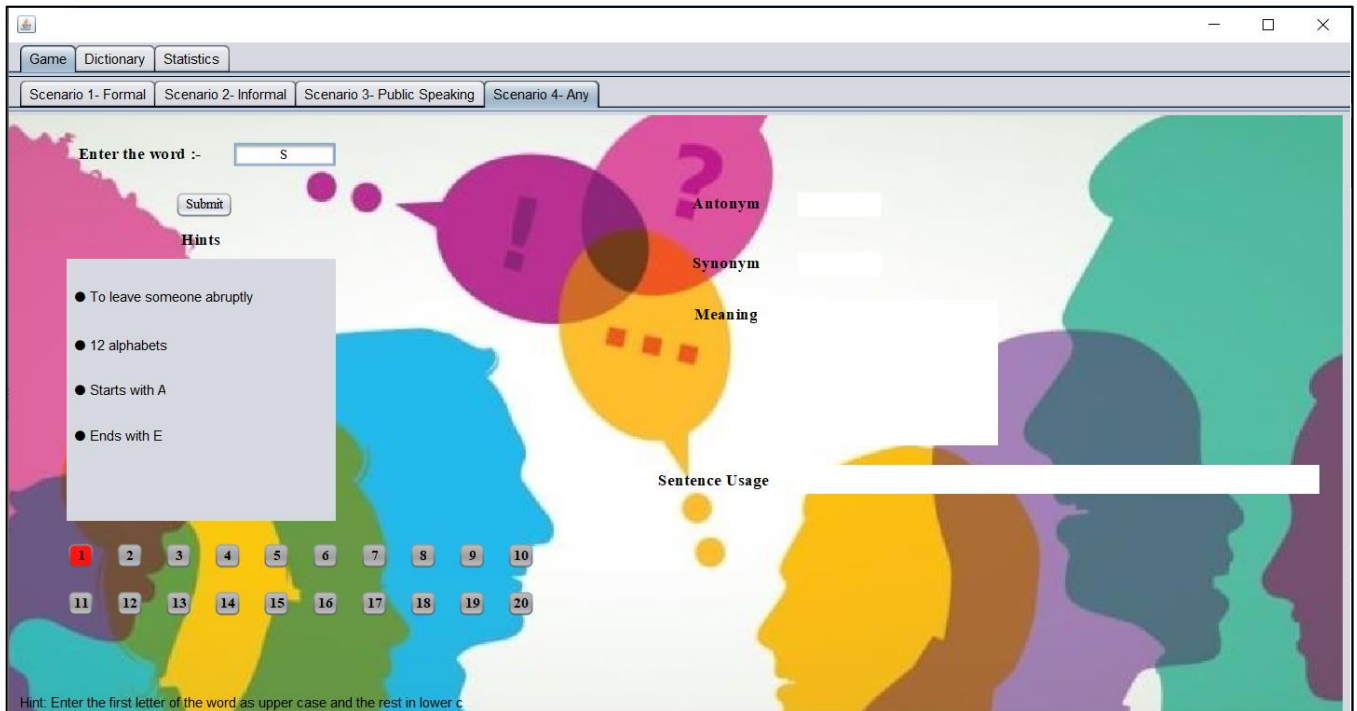 Game Dictionary Statistics
Scenario 1- Formal Scenario 2- Informal Scenario 3- Public Speaking Scenario 4- Any
Enter the word :- S
Submit
Hints
● To leave someone abruptly
● 12 alphabets
● Starts with A
● Ends with E
! ?
Antonym
Synonym
Meaning
Sentence Usage
1 2 3 4 5 6 7 8 9 10
11 12 13 14 15 16 17 18 19 20
Hint: Enter the first letter of the word as upper case and the rest in lower c